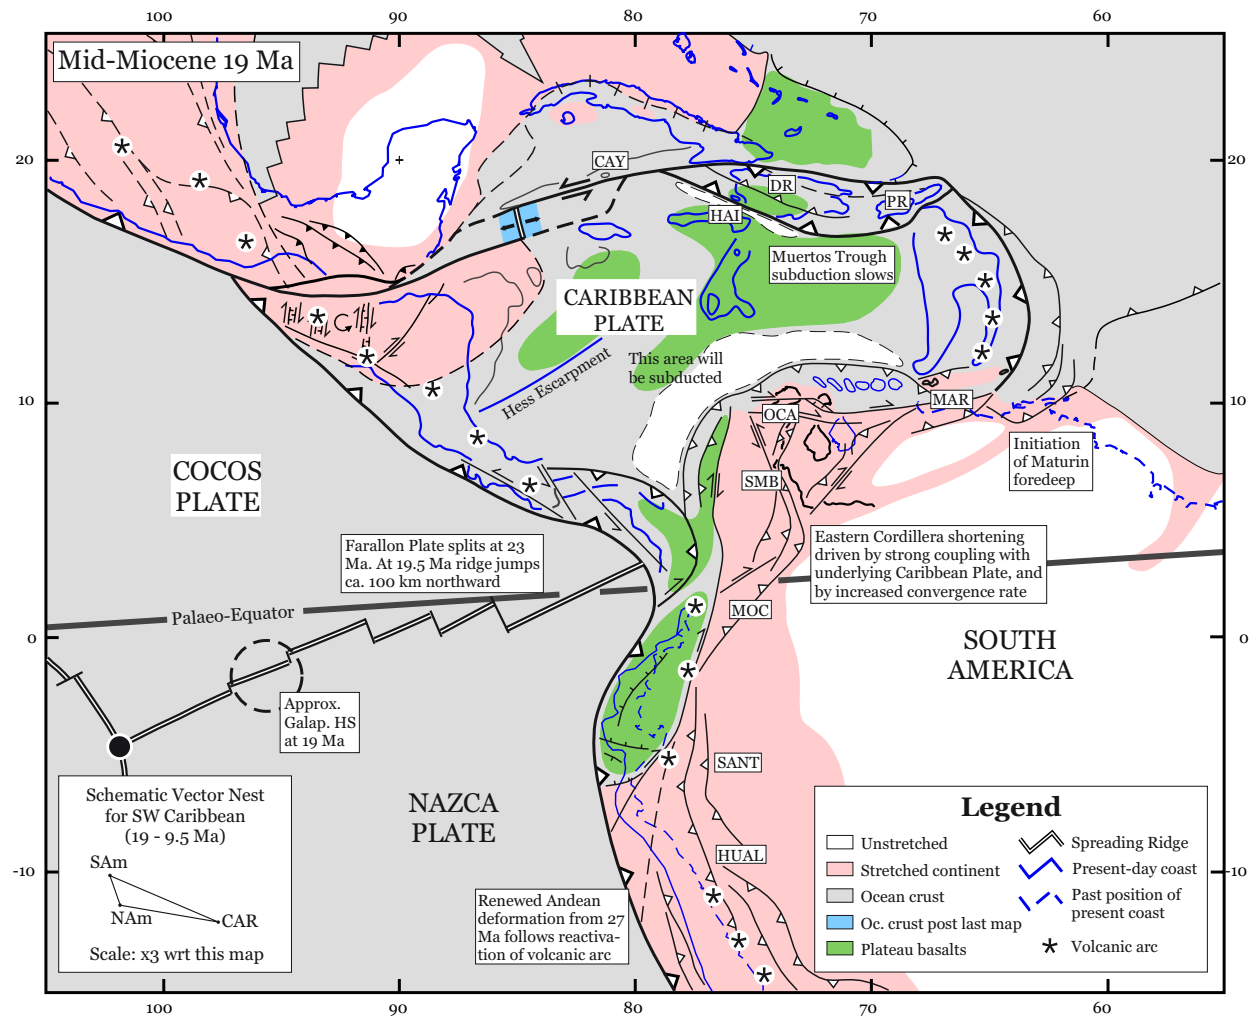 100 90 80 70 60
Mid-Miocene 19 Ma
20
20
CAY
DR
HAI
PR
Muertos Trough
subduction slows
CARIBBEAN
PLATE
This area will
be subducted
Hess Escarpment
10
10
OCA
MAR
Initiation
of Maturin
foredeep
COCOS
PLATE
SMB
Farallon Plate splits at 23
Ma. At 19.5 Ma ridge jumps
ca. 100 km northward
Eastern Cordillera shortening
driven by strong coupling with
underlying Caribbean Plate, and
by increased convergence rate
Palaeo-Equator
MOC
0
0
SOUTH
AMERICA
Approx.
Galap. HS
at 19 Ma
SANT
Schematic Vector Nest
for SW Caribbean
(19 - 9.5 Ma)
SAm
NAm
CAR
Scale: x3 wrt this map
NAZCA
PLATE
HUAL
-10
-10
Renewed Andean
deformation from 27
Ma follows reactiva-
tion of volcanic arc
Legend
Unstretched
Stretched continent
Ocean crust
Oc. crust post last map
Plateau basalts
Spreading Ridge
Present-day coast
Past position of
present coast
Volcanic arc
100 90 80 70 60